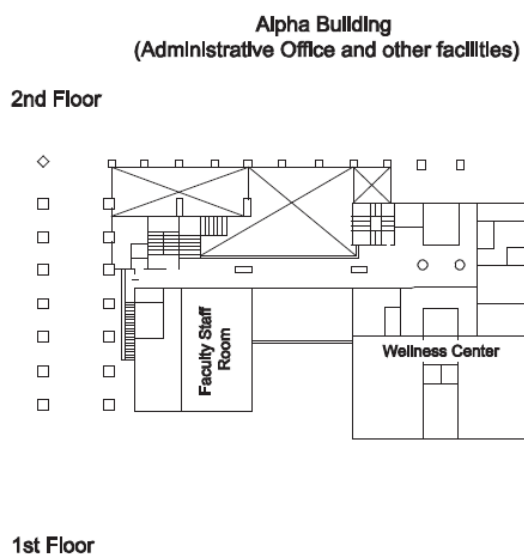 Alpha Building
(Administrative Office and other facilities)
2nd Floor
Faculty Staff
Room
Wellness Center
1st Floor